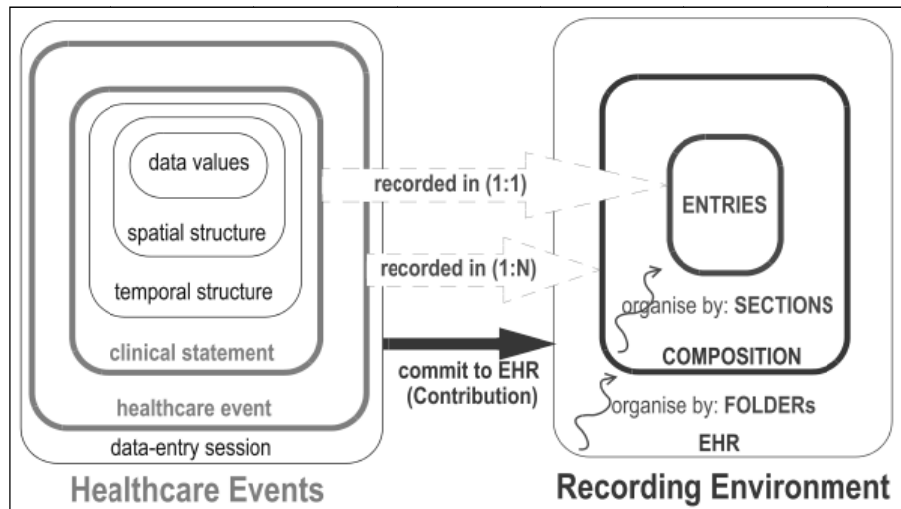 data values
spatial structure
temporal structure
clinical statement
healthcare event
data-entry session
Healthcare Events
recorded in (1:1)
recorded in (1:N)
commit to EHR
(Contribution)
ENTRIES
organise by: SECTIONS
COMPOSITION
organise by: FOLDERs
EHR
Recording Environment